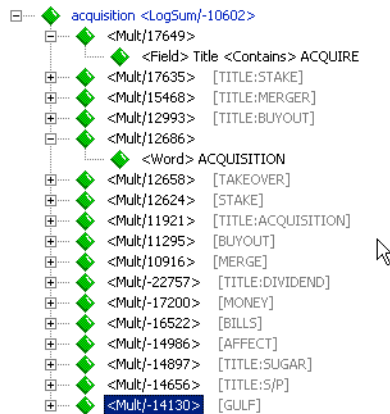 acquisition <LogSum/-10602>
<Mult/17649>
<Field> Title <Contains> ACQUIRE
<Mult/17635> [TITLE:STAKE]
<Mult/15468> [TITLE:MERGER]
<Mult/12993> [TITLE:BUYOUT]
<Mult/12686>
<Word> ACQUISITION
<Mult/12658> [TAKEOVER]
<Mult/12624> [STAKE]
<Mult/11921> [TITLE:ACQUISITION]
<Mult/11295> [BUYOUT]
<Mult/10916> [MERGE]
<Mult/-22757> [TITLE:DIVIDEND]
<Mult/-17200> [MONEY]
<Mult/-16522> [BILLS]
<Mult/-14986> [AFFECT]
<Mult/-14897> [TITLE:SUGAR]
<Mult/-14656> [TITLE:S/P]
<Mult/-14130> [GULF]